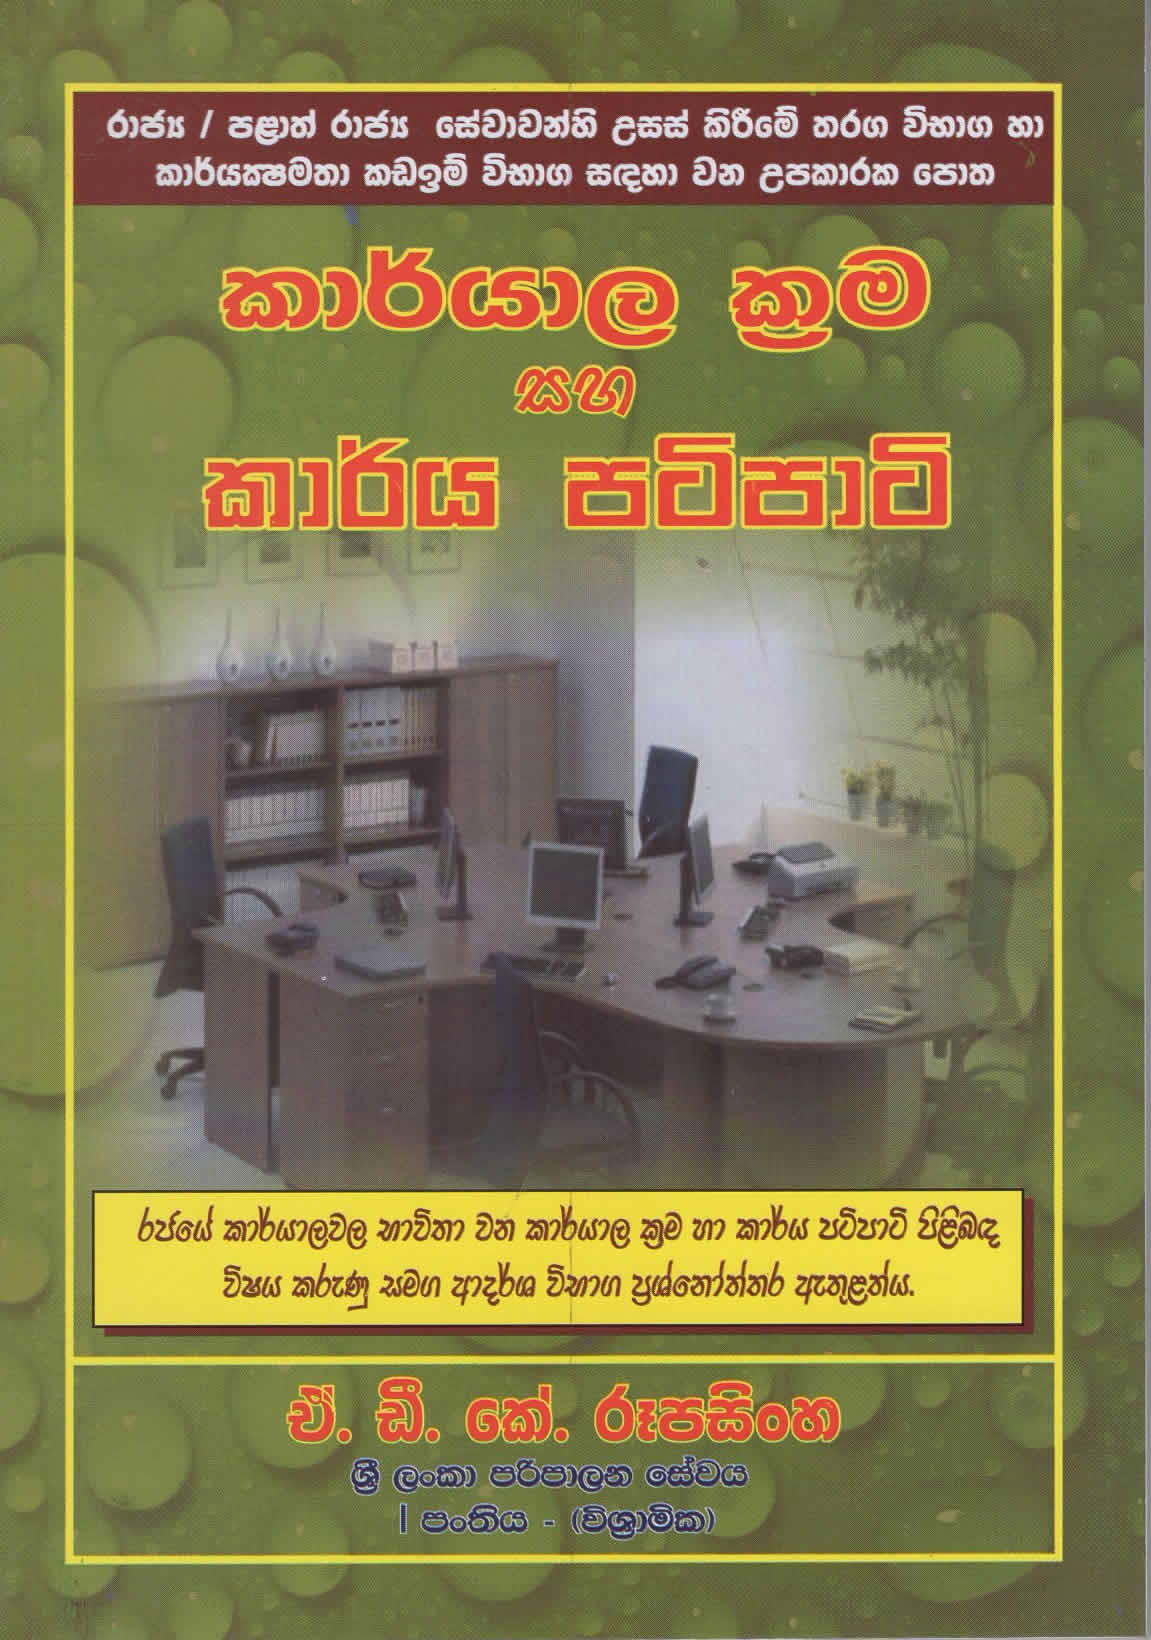 රාජ්‍ය / පළාත් රාජ්‍ය සේවාවන්හි උසස් කිරීමේ තරග විභාග හා
කාර්යක්ෂමතා කඩඉම් විභාග සඳහා වන උපකාරක පොත
කාර්යාල ක්‍රම
සහ
කාර්ය පටිපාටි
රජයේ කාර්යාලවල භාවිතා වන කාර්යාල ක්‍රම හා කාර්ය පටිපාටි පිළිබඳ
විෂය කරුණු සමග ආදර්ශ විභාග ප්‍රශ්නෝත්තර ඇතුළත්ය.
ඒ. ඩී. කේ. රූපසිංහ
ශ්‍රී ලංකා පරිපාලන සේවය
I පංතිය - (විශ්‍රාමික)